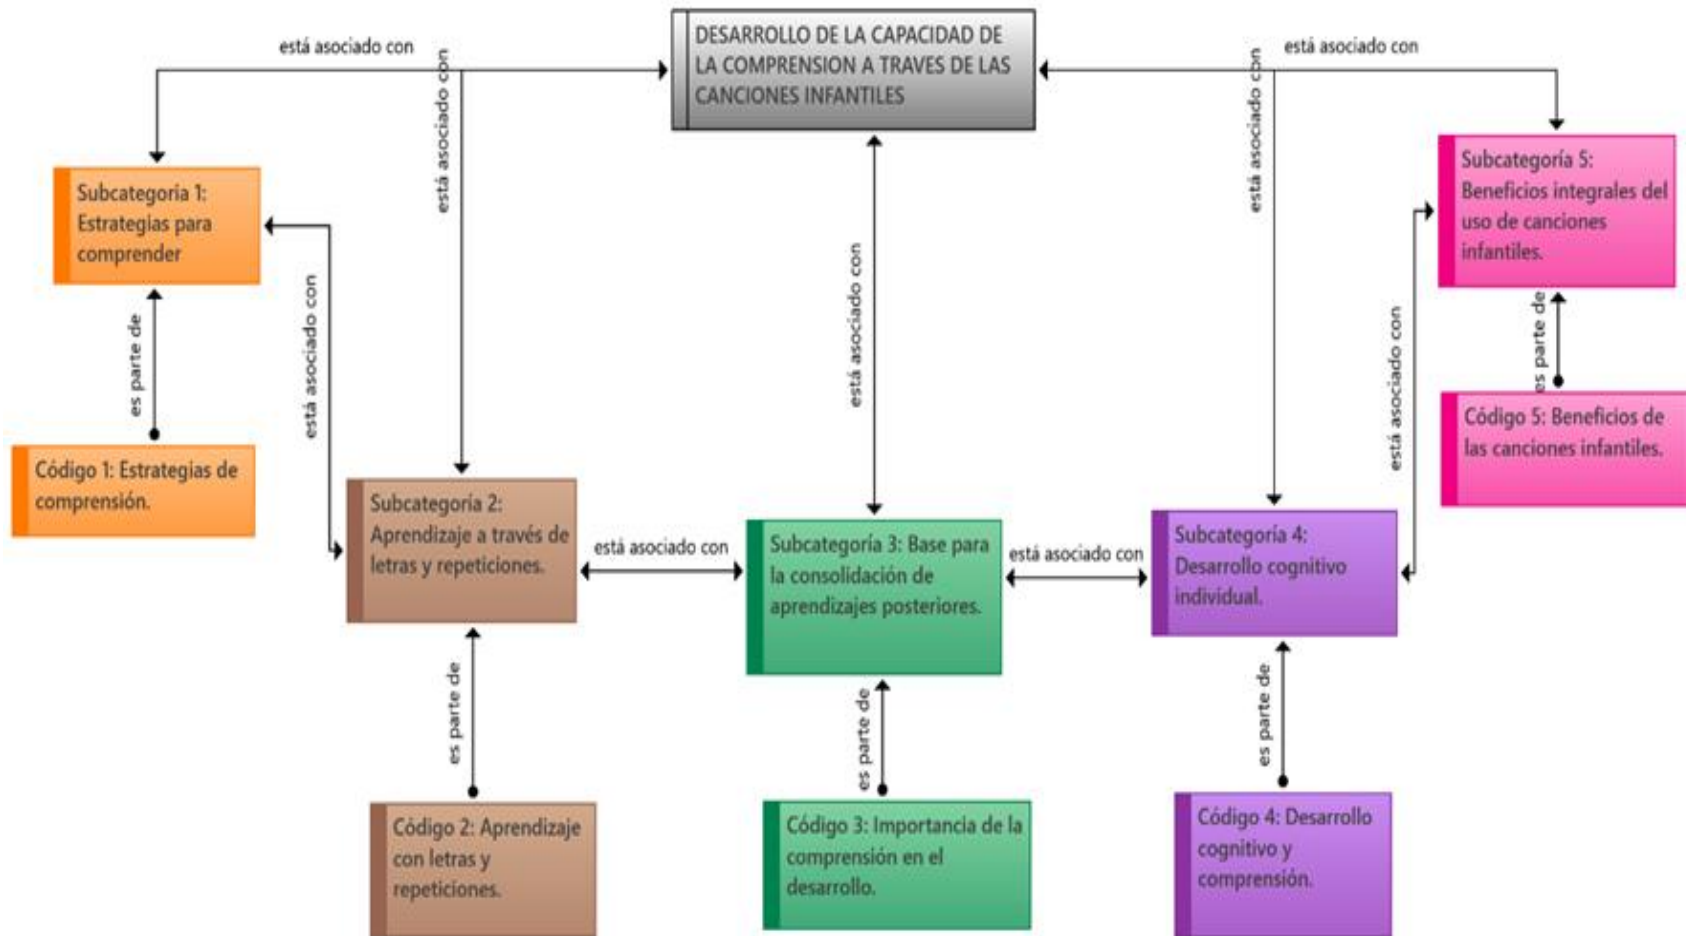 DESARROLLO DE LA CAPACIDAD DE
LA COMPRENSION A TRAVES DE LAS
CANCIONES INFANTILES
está asociado con
está asociado con
está asociado con
está asociado con
está asociado con
Subcategoría 1:
Estrategias para
comprender
Subcategoría 5:
Beneficios integrales del
uso de canciones
infantiles.
es parte de
está asociado con
está asociado con
es parte de
Código 1: Estrategias de
comprensión.
Código 5: Beneficios de
las canciones infantiles.
Subcategoría 2:
Aprendizaje a través de
letras y repeticiones.
está asociado con
Subcategoría 3: Base para
la consolidación de
aprendizajes posteriores.
está asociado con
Subcategoría 4:
Desarrollo cognitivo
individual.
es parte de
es parte de
es parte de
Código 2: Aprendizaje
con letras y
repeticiones.
Código 3: Importancia de la
comprensión en el
desarrollo.
Código 4: Desarrollo
cognitivo y
comprensión.